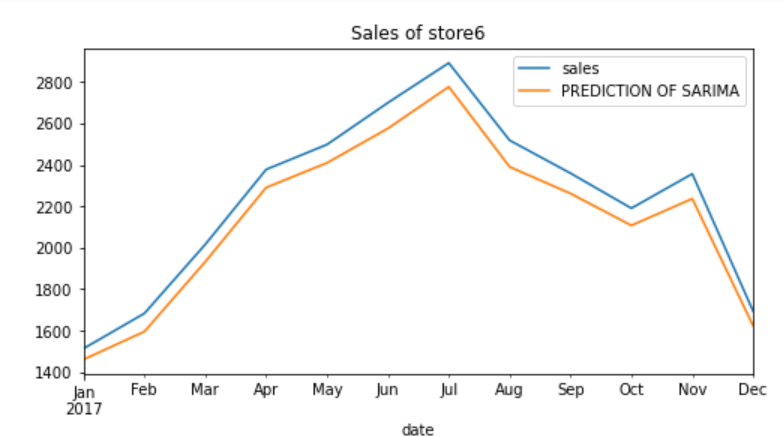 Sales of store6
sales
PREDICTION OF SARIMA
2800
2600
2400
2200
2000
1800
1600
1400
Jan Feb Mar Apr May Jun Jul Aug Sep Oct Nov Dec
2017
date